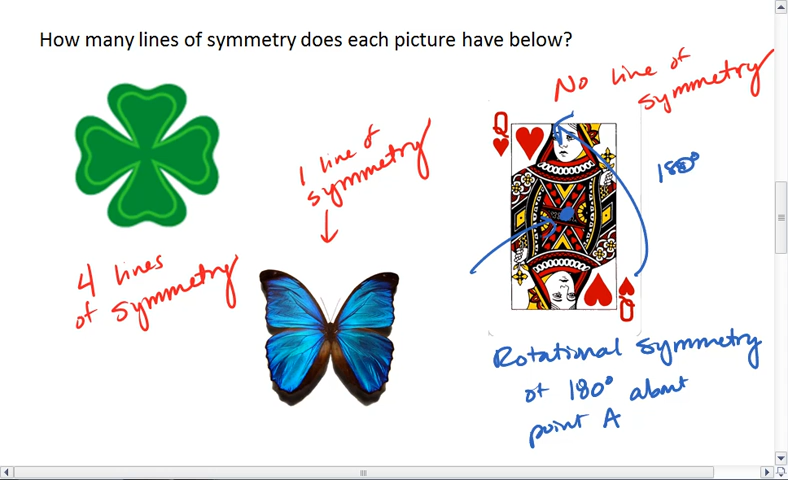 How many lines of symmetry does each picture have below?
No line of
symmetry
Q
180°
1 line of
symmetry
4 lines
of symmetry
Q
Rotational symmetry
of 180° about
point A